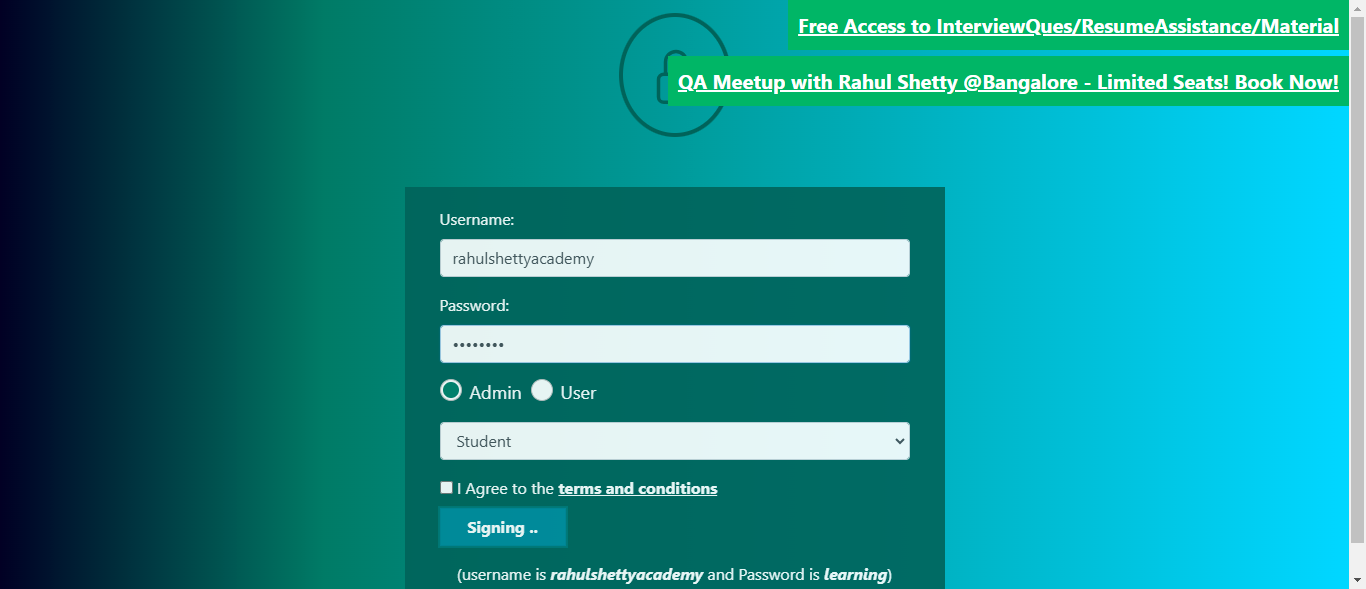 Free Access to InterviewQues/ResumeAssistance/Material
QA Meetup with Rahul Shetty @Bangalore - Limited Seats! Book Now!
Username:
rahulshettyacademy
Password:
••••••••
Admin User
Student
I Agree to the terms and conditions
Signing ..
(username is rahulshettyacademy and Password is learning)